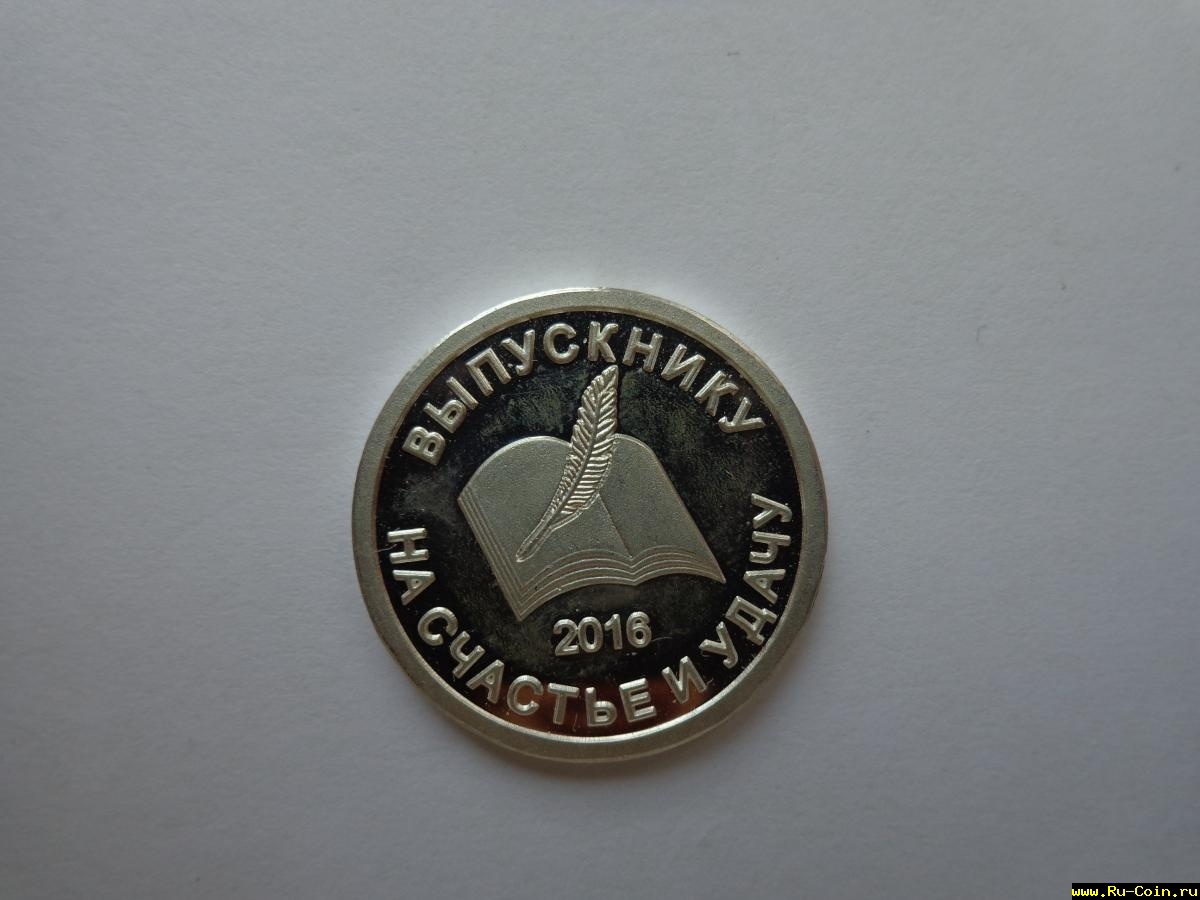 ВЫПУСКНИКУ
2016
НА СЧАСТЬЕ И УДАЧУ
www.Ru-Coin.ru